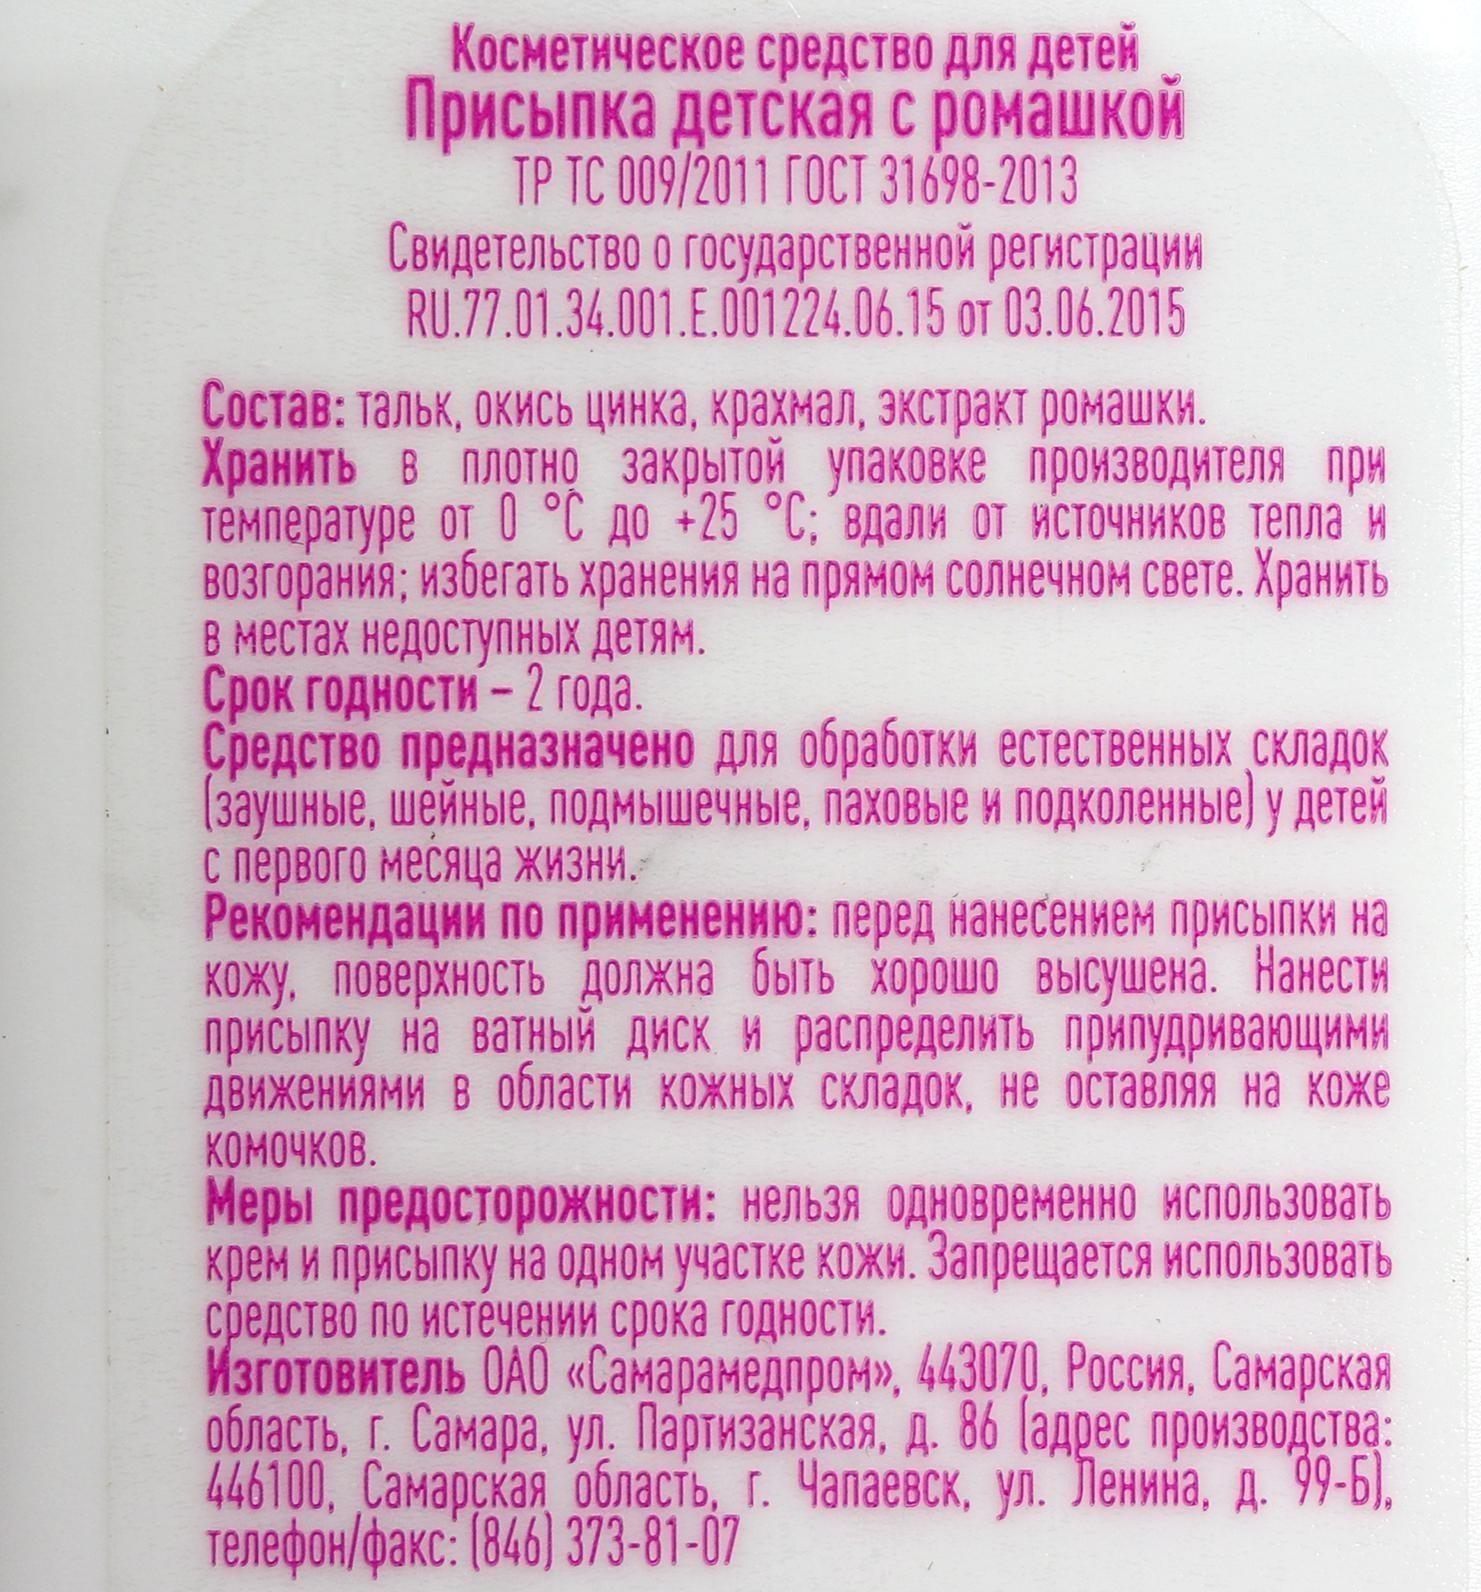 Косметическое средство для детей
Присыпка детская с ромашкой
ТР ТС 009/2011 ГОСТ 31698-2013
Свидетельство о государственной регистрации
RU.77.01.34.001.E.001224.06.15 от 03.06.2015
Состав: тальк, окись цинка, крахмал, экстракт ромашки.
Хранить в плотно закрытой упаковке производителя при
температуре от 0 °С до +25 °С; вдали от источников тепла и
возгорания; избегать хранения на прямом солнечном свете. Хранить
в местах недоступных детям.
Срок годности – 2 года.
Средство предназначено для обработки естественных складок
(заушные, шейные, подмышечные, паховые и подколенные) у детей
с первого месяца жизни.
Рекомендации по применению: перед нанесением присыпки на
кожу, поверхность должна быть хорошо высушена. Нанести
присыпку на ватный диск и распределить припудривающими
движениями в области кожных складок, не оставляя на коже
комочков.
Меры предосторожности: нельзя одновременно использовать
крем и присыпку на одном участке кожи. Запрещается использовать
средство по истечении срока годности.
Изготовитель ОАО «Самарамедпром», 443070, Россия, Самарская
область, г. Самара, ул. Партизанская, д. 86 (адрес производства:
446100, Самарская область, г. Чапаевск, ул. Ленина, д. 99-Б),
телефон/факс: (846) 373-81-07